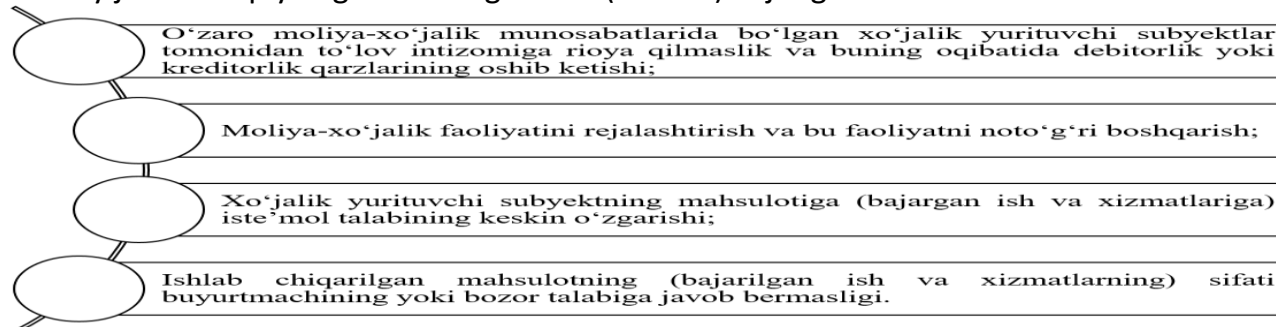 O‘zaro moliya-xo‘jalik munosabatlarida bo‘lgan xo‘jalik yurituvchi subyektlar
tomonidan to‘lov intizomiga rioya qilmaslik va buning oqibatida debitorlik yoki
kreditorlik qarzlarining oshib ketishi;
Moliya-xo‘jalik faoliyatini rejalashtirish va bu faoliyatni noto‘g‘ri boshqarish;
Xo‘jalik yurituvchi subyektning mahsulotiga (bajargan ish va xizmatlariga)
iste’mol talabining keskin o‘zgarishi;
Ishlab chiqarilgan mahsulotning (bajarilgan ish va xizmatlarning) sifati
buyurtmachining yoki bozor talabiga javob bermasligi.